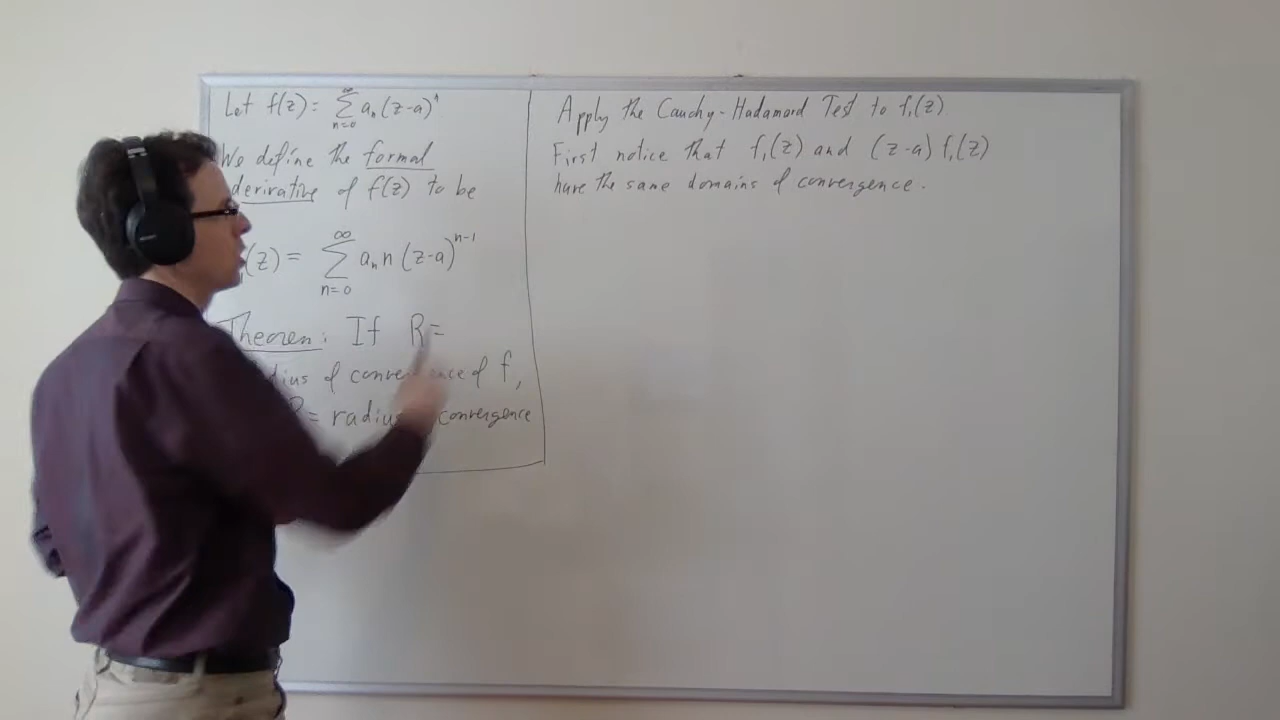 Let f(z) = ∑_{n=0}^{∞} a_n (z-a)^n
We define the formal
derivative of f(z) to be
(z) = ∑_{n=0}^{∞} a_n n (z-a)^{n-1}
Theorem: If R =
of convergence of f,
= radius convergence
Apply the Cauchy-Hadamard Test to f_1(z)
First notice that f_1(z) and (z-a) f_1(z)
have the same domains of convergence.